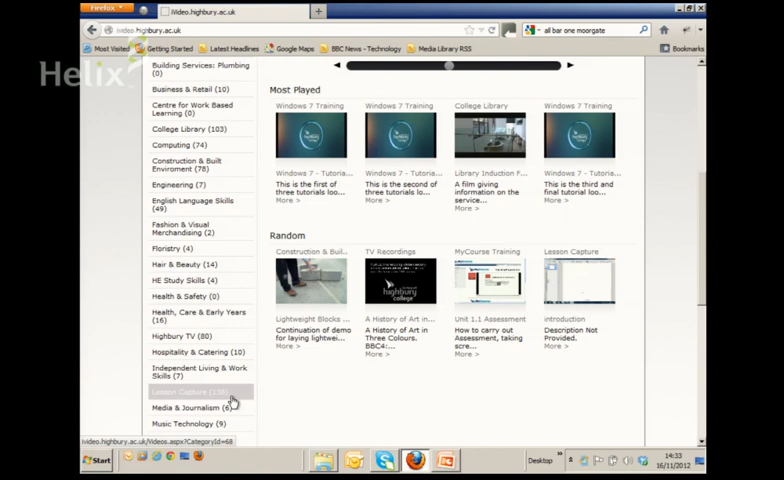 Firefox
iVideo.highbury.ac.uk
+
ivideo.highbury.ac.uk
all bar one moorgate
Most Visited
Getting Started
Latest Headlines
Google Maps
BBC News - Technology
Media Library RSS
Bookmarks
Helix
Building Services: Plumbing
(0)
Business & Retail (10)
Centre for Work Based
Learning (0)
College Library (103)
Computing (74)
Construction & Built
Enviroment (78)
Engineering (7)
English Language Skills
(49)
Fashion & Visual
Merchandising (2)
Floristry (4)
Hair & Beauty (14)
HE Study Skills (4)
Health & Safety (0)
Health, Care & Early Years
(16)
Highbury TV (80)
Hospitality & Catering (10)
Independent Living & Work
Skills (7)
Lesson Capture (138)
Media & Journalism (6)
Music Technology (9)
Most Played
Windows 7 Training
Windows 7 Training
College Library
Windows 7 Training
Windows 7 - Tutoria...
Windows 7 - Tutoria...
Library Induction F...
Windows 7 - Tutoria...
This is the first of
three tutorials loo...
More >
This is the second of
three tutorials loo...
More >
A film giving
information on the
service...
More >
This is the third and
final tutorial loo...
More >
Random
Construction & Buil...
TV Recordings
MyCourse Training
Lesson Capture
highbury
college
Lightweight Blocks ...
A History of Art in...
Unit 1.1 Assessment
introduction
Continuation of demo
for laying lightwei...
More >
A History of Art in
Three Colours.
BBC4:...
More >
How to carry out
Assessment, taking
scre...
More >
Description Not
Provided.
More >
ivideo.highbury.ac.uk/Videos.aspx?CategoryId=68
Start
Desktop
14:33
16/11/2012